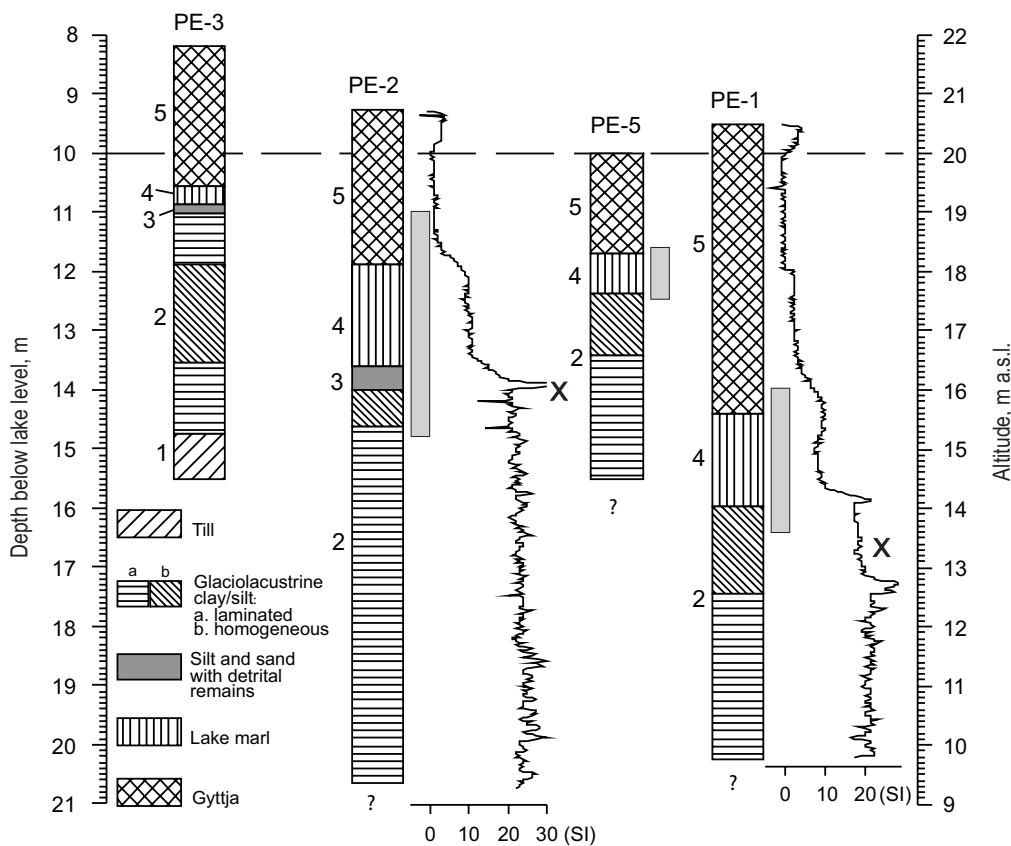 PE-3
PE-2
PE-5
PE-1
Depth below lake level, m
8
9
10
11
12
13
14
15
16
17
18
19
20
21
Altitude, m a.s.l.
22
21
20
19
18
17
16
15
14
13
12
11
10
9
5
4
3
2
1
5
4
3
2
X
?
0 10 20 30 (SI)
5
4
2
?
5
4
2
X
?
0 10 20 (SI)
Till
a b
Glaciolacustrine
clay/silt:
a. laminated
b. homogeneous
Silt and sand
with detrital
remains
Lake marl
Gyttja